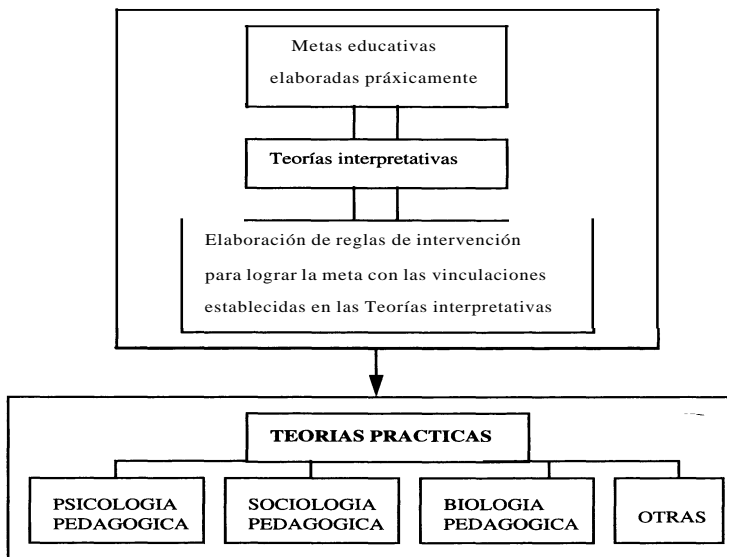 Metas educativas
elaboradas práxicamente
Teorías interpretativas
Elaboración de reglas de intervención
para lograr la meta con las vinculaciones
establecidas en las Teorías interpretativas
TEORIAS PRACTICAS
PSICOLOGIA
PEDAGOGICA
SOCIOLOGIA
PEDAGOGICA
BIOLOGIA
PEDAGOGICA
OTRAS